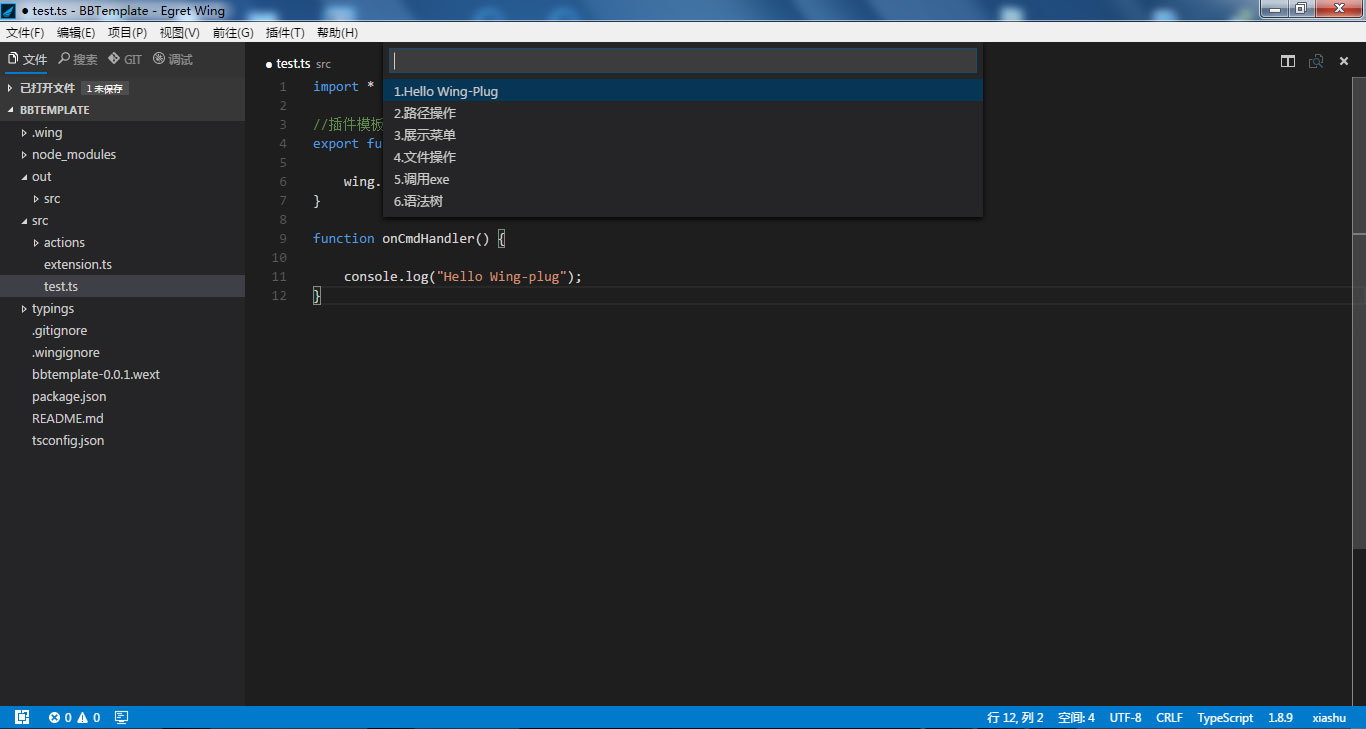 ● test.ts - BBTemplate - Egret Wing
文件(F) 编辑(E) 项目(P) 视图(V) 前往(G) 插件(T) 帮助(H)
文件 搜索 GIT 调试
已打开文件 1 未保存
BBTEMPLATE
.wing
node_modules
out
src
src
actions
extension.ts
test.ts
typings
.gitignore
.wingignore
bbtemplate-0.0.1.wext
package.json
README.md
tsconfig.json
● test.ts src
1.Hello Wing-Plug
2.路径操作
3.展示菜单
4.文件操作
5.调用exe
6.语法树
1 import *
2
3 //插件模板
4 export fu
5
6 wing.
7 }
8
9 function onCmdHandler() {
10
11 console.log("Hello Wing-plug");
12 }
0 0
行 12, 列 2 空间: 4 UTF-8 CRLF TypeScript 1.8.9 xiashu